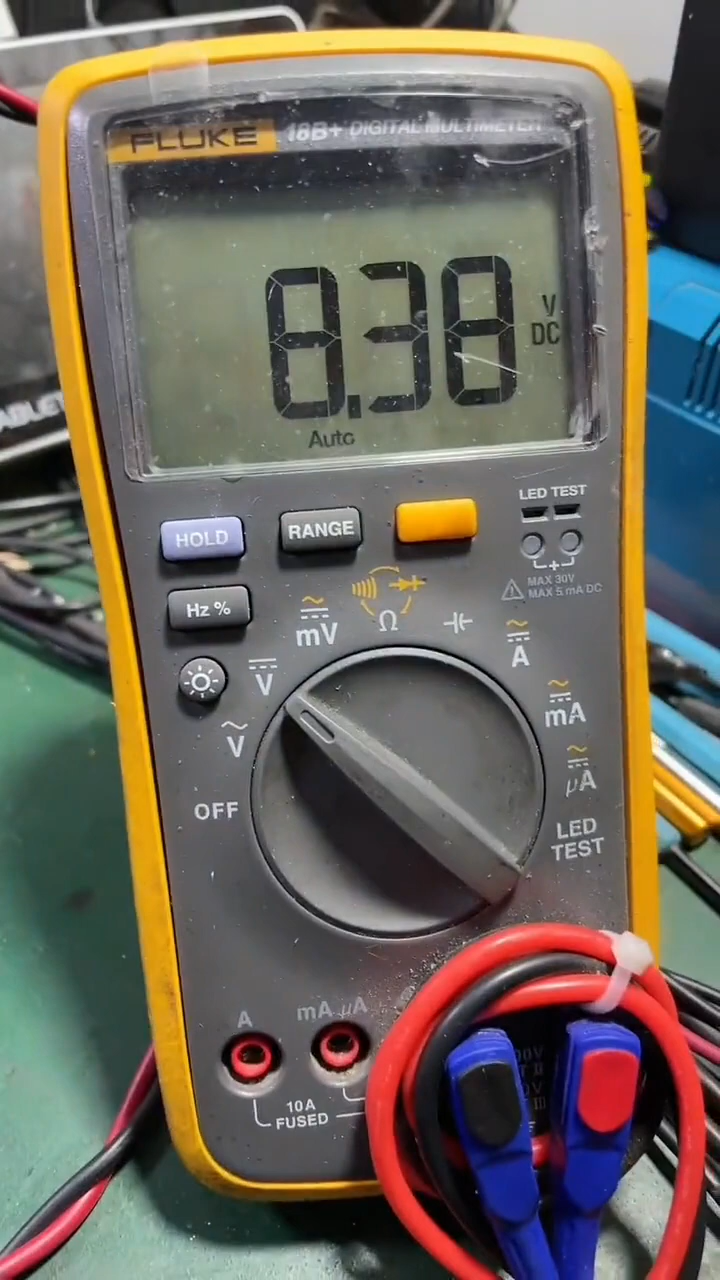 FLUKE 18B+ DIGITAL MULTIMETER
8.38 V DC
Auto
HOLD RANGE
LED TEST
Hz %
MAX 30V
MAX 5 mA DC
mV Ω
V A
V mA
µA
OFF
LED TEST
A mA µA
10A FUSED